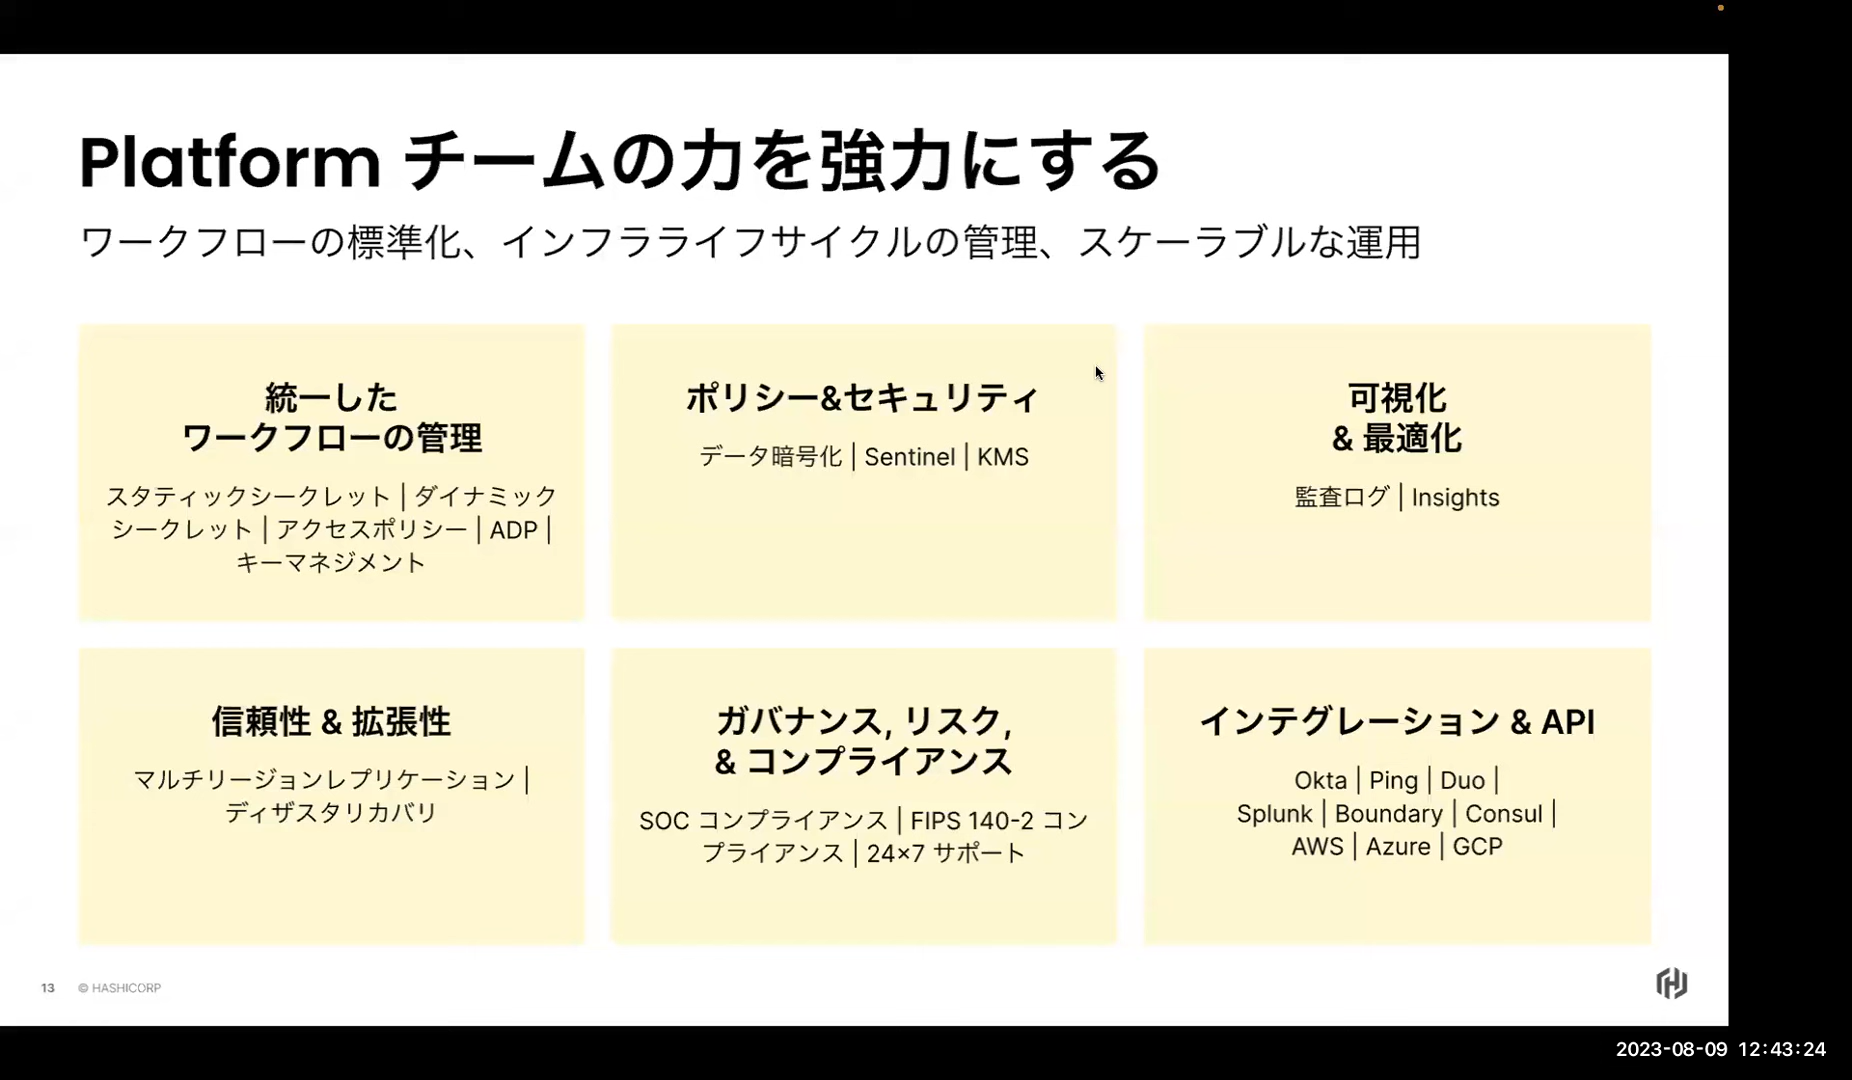 Platform チームの力を強力にする
ワークフローの標準化、インフラライフサイクルの管理、スケーラブルな運用
統一した
ワークフローの管理
スタティックシークレット | ダイナミック
シークレット | アクセスポリシー | ADP |
キーマネジメント
ポリシー&セキュリティ
データ暗号化 | Sentinel | KMS
可視化
& 最適化
監査ログ | Insights
信頼性 & 拡張性
マルチリージョンレプリケーション |
ディザスタリカバリ
ガバナンス, リスク,
& コンプライアンス
SOC コンプライアンス | FIPS 140-2 コン
プライアンス | 24×7 サポート
インテグレーション & API
Okta | Ping | Duo |
Splunk | Boundary | Consul |
AWS | Azure | GCP
13 © HASHICORP
2023-08-09 12:43:24